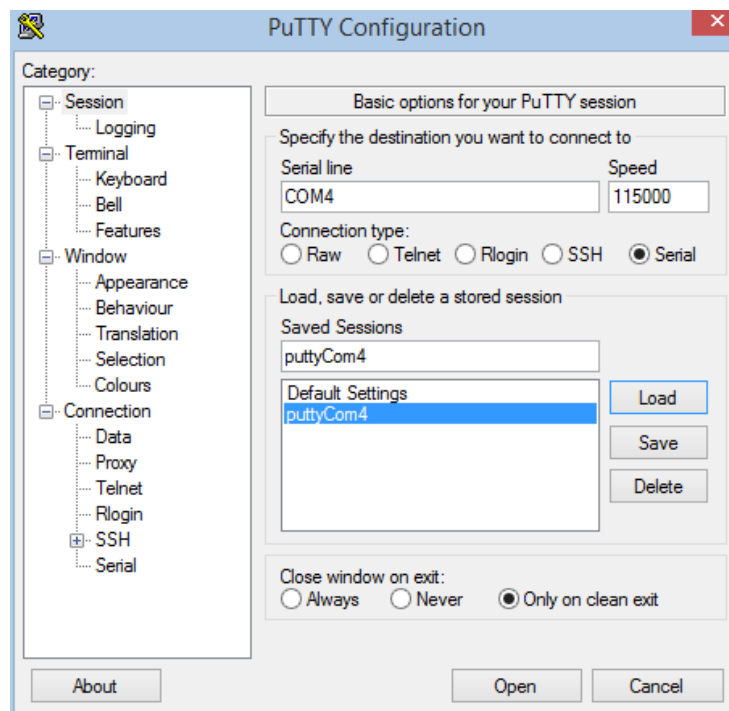 PuTTY Configuration
Category:
Session
Logging
Terminal
Keyboard
Bell
Features
Window
Appearance
Behaviour
Translation
Selection
Colours
Connection
Data
Proxy
Telnet
Rlogin
SSH
Serial
Basic options for your PuTTY session
Specify the destination you want to connect to
Serial line Speed
COM4 115000
Connection type:
Raw Telnet Rlogin SSH Serial
Load, save or delete a stored session
Saved Sessions
puttyCom4
Default Settings
puttyCom4
Load
Save
Delete
Close window on exit:
Always Never Only on clean exit
About Open Cancel